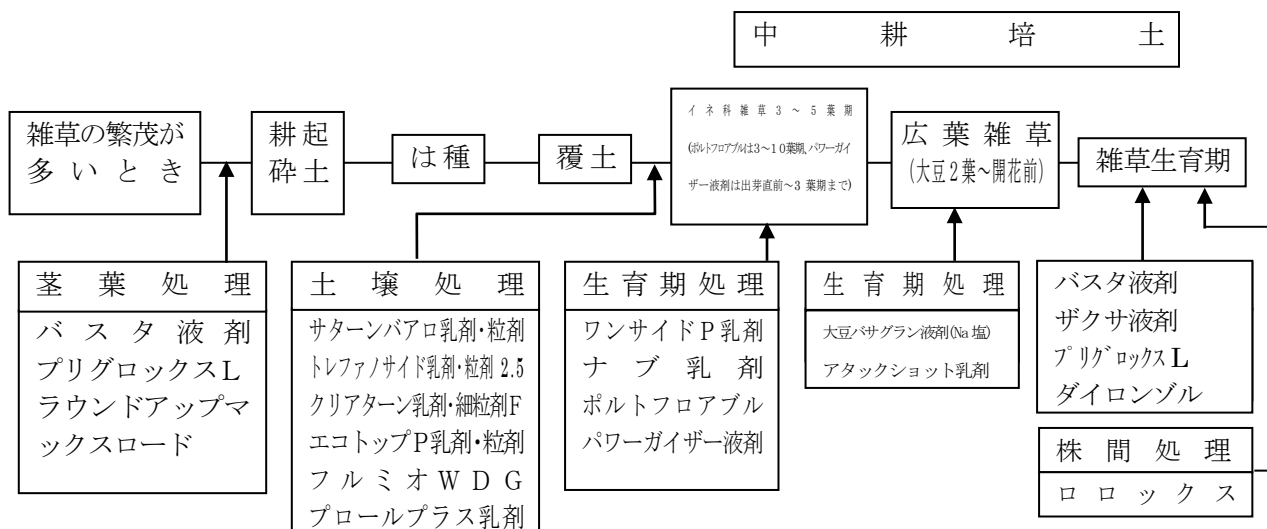 中耕培土
雑草の繁茂が
多いとき
耕起
砕土
は種
覆土
イネ科雑草3～5葉期
(ポルトフロアブルは3～10葉期、パワーガイ
ザー液剤は出芽直前～3葉期まで)
広葉雑草
(大豆2葉～開花前)
雑草生育期
茎葉処理
バスタ液剤
プリグロックスL
ラウンドアップマ
ックスロード
土壌処理
サターンバアロ乳剤・粒剤
トレファノサイド乳剤・粒剤2.5
クリアターン乳剤・細粒剤F
エコトップP乳剤・粒剤
フルミオWDG
プロールプラス乳剤
生育期処理
ワンサイドP乳剤
ナブ乳剤
ポルトフロアブル
パワーガイザー液剤
生育期処理
大豆バサグラン液剤(Na塩)
アタックショット乳剤
バスタ液剤
ザクサ液剤
プリグロックスL
ダイロンゾル
株間処理
ロロックス